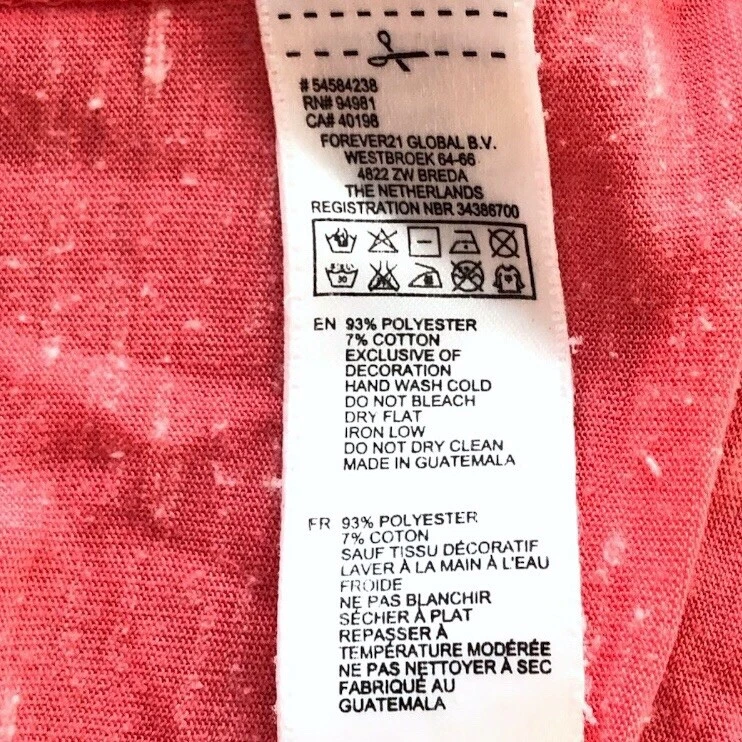 # 54584238
RN# 94981
CA# 40198
FOREVER21 GLOBAL B.V.
WESTBROEK 64-66
4822 ZW BREDA
THE NETHERLANDS
REGISTRATION NBR 34386700
30
EN 93% POLYESTER
7% COTTON
EXCLUSIVE OF
DECORATION
HAND WASH COLD
DO NOT BLEACH
DRY FLAT
IRON LOW
DO NOT DRY CLEAN
MADE IN GUATEMALA
FR 93% POLYESTER
7% COTON
SAUF TISSU DÉCORATIF
LAVER À LA MAIN À L'EAU
FROIDE
NE PAS BLANCHIR
SÉCHER À PLAT
REPASSER À
TEMPÉRATURE MODÉRÉE
NE PAS NETTOYER À SEC
FABRIQUÉ AU
GUATEMALA